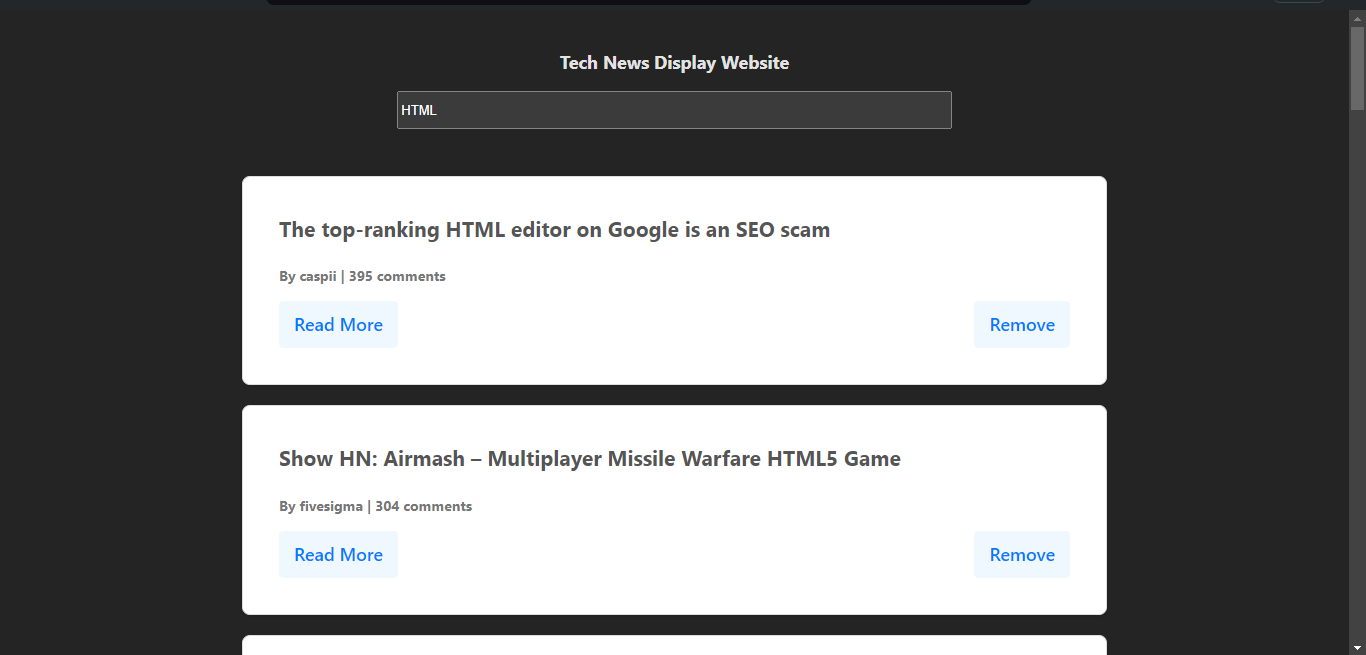 Tech News Display Website
HTML
The top-ranking HTML editor on Google is an SEO scam
By caspii | 395 comments
Read More
Remove
Show HN: Airmash – Multiplayer Missile Warfare HTML5 Game
By fivesigma | 304 comments
Read More
Remove